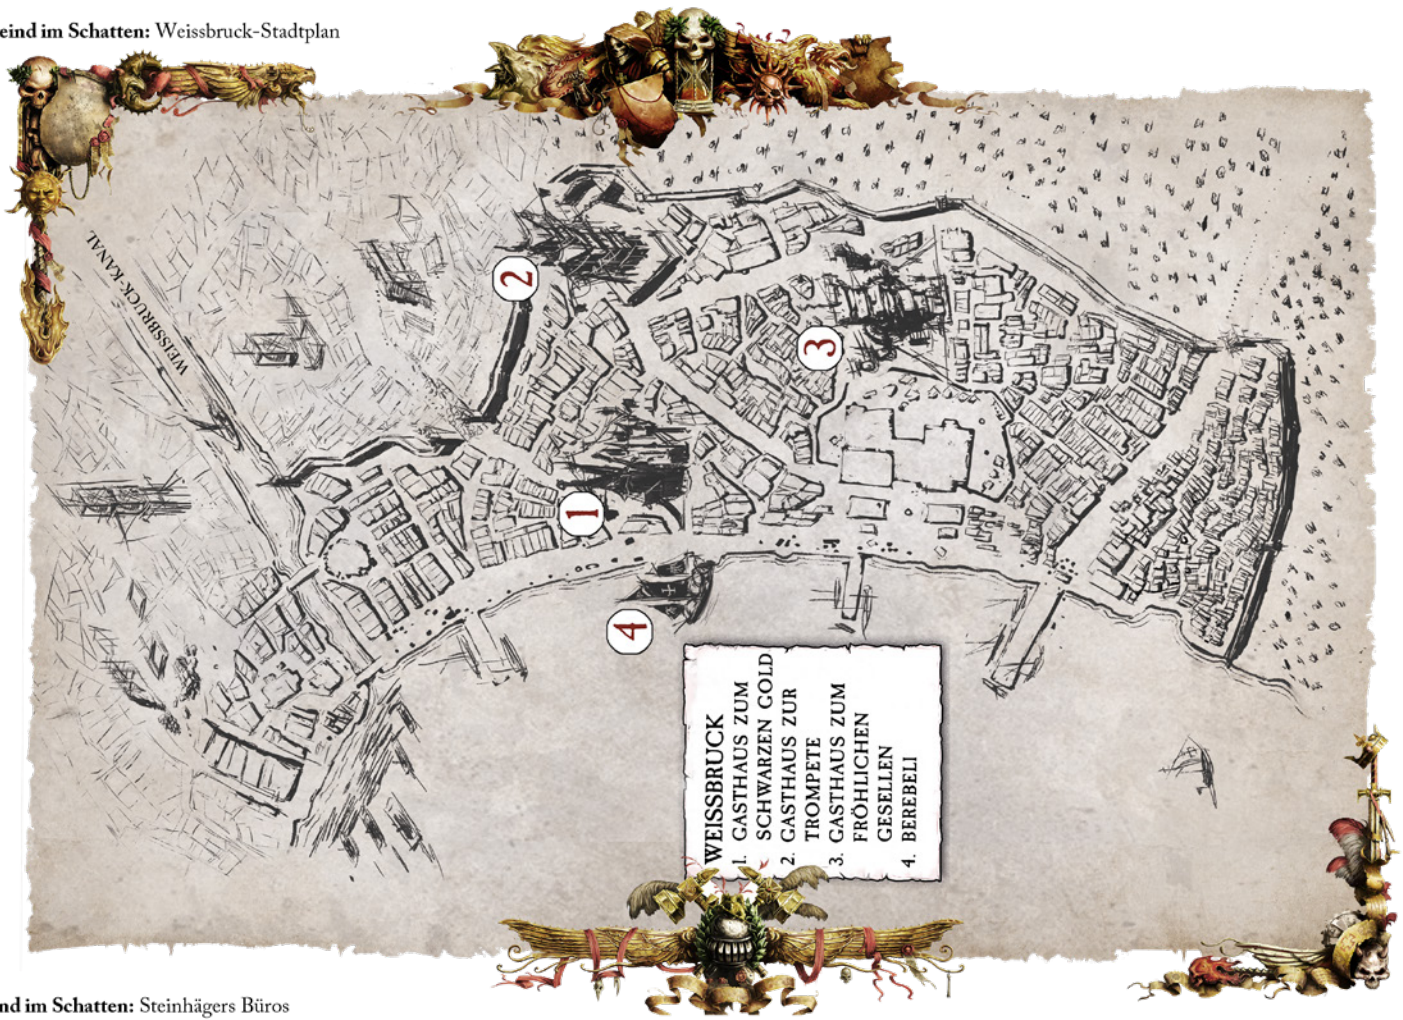 eind im Schatten: Weissbruck-Stadtplan
WEISSBRUCK-KANAL
2
3
1
4
WEISSBRUCK
1. GASTHAUS ZUM
SCHWARZEN GOLD
2. GASTHAUS ZUR
TROMPETE
3. GASTHAUS ZUM
FRÖHLICHEN
GESELLEN
4. BEREBELI
nd im Schatten: Steinhägers Büros